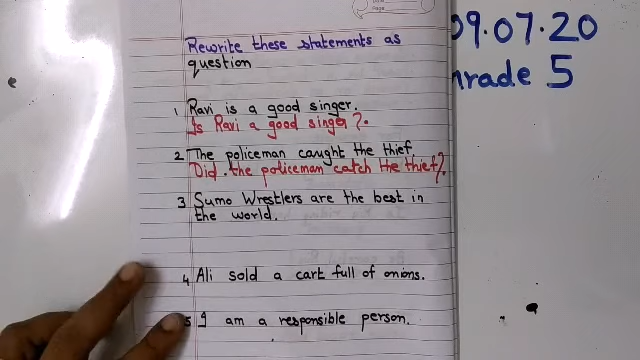 09.07.20
Grade 5
Rewrite these statements as
question
1 Ravi is a good singer.
Is Ravi a good singer?.
2 The policeman caught the thief
Did. the policeman catch the thief?.
3 Sumo Wrestlers are the best in
the world.
4 Ali sold a cart full of onions.
5 I am a responsible person.